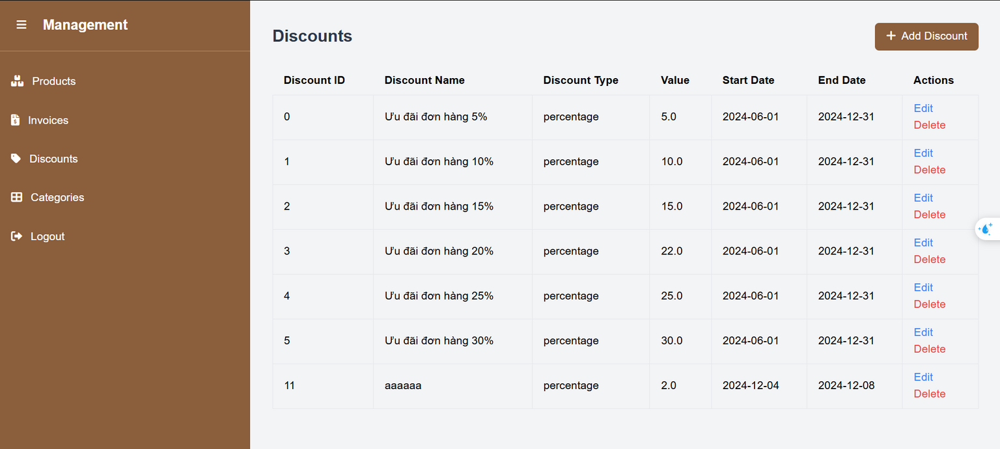 Management
Products
Invoices
Discounts
Categories
Logout
Discounts
Add Discount
Discount ID Discount Name Discount Type Value Start Date End Date Actions
0 Ưu đãi đơn hàng 5% percentage 5.0 2024-06-01 2024-12-31 Edit
Delete
1 Ưu đãi đơn hàng 10% percentage 10.0 2024-06-01 2024-12-31 Edit
Delete
2 Ưu đãi đơn hàng 15% percentage 15.0 2024-06-01 2024-12-31 Edit
Delete
3 Ưu đãi đơn hàng 20% percentage 22.0 2024-06-01 2024-12-31 Edit
Delete
4 Ưu đãi đơn hàng 25% percentage 25.0 2024-06-01 2024-12-31 Edit
Delete
5 Ưu đãi đơn hàng 30% percentage 30.0 2024-06-01 2024-12-31 Edit
Delete
11 aaaaaa percentage 2.0 2024-12-04 2024-12-08 Edit
Delete